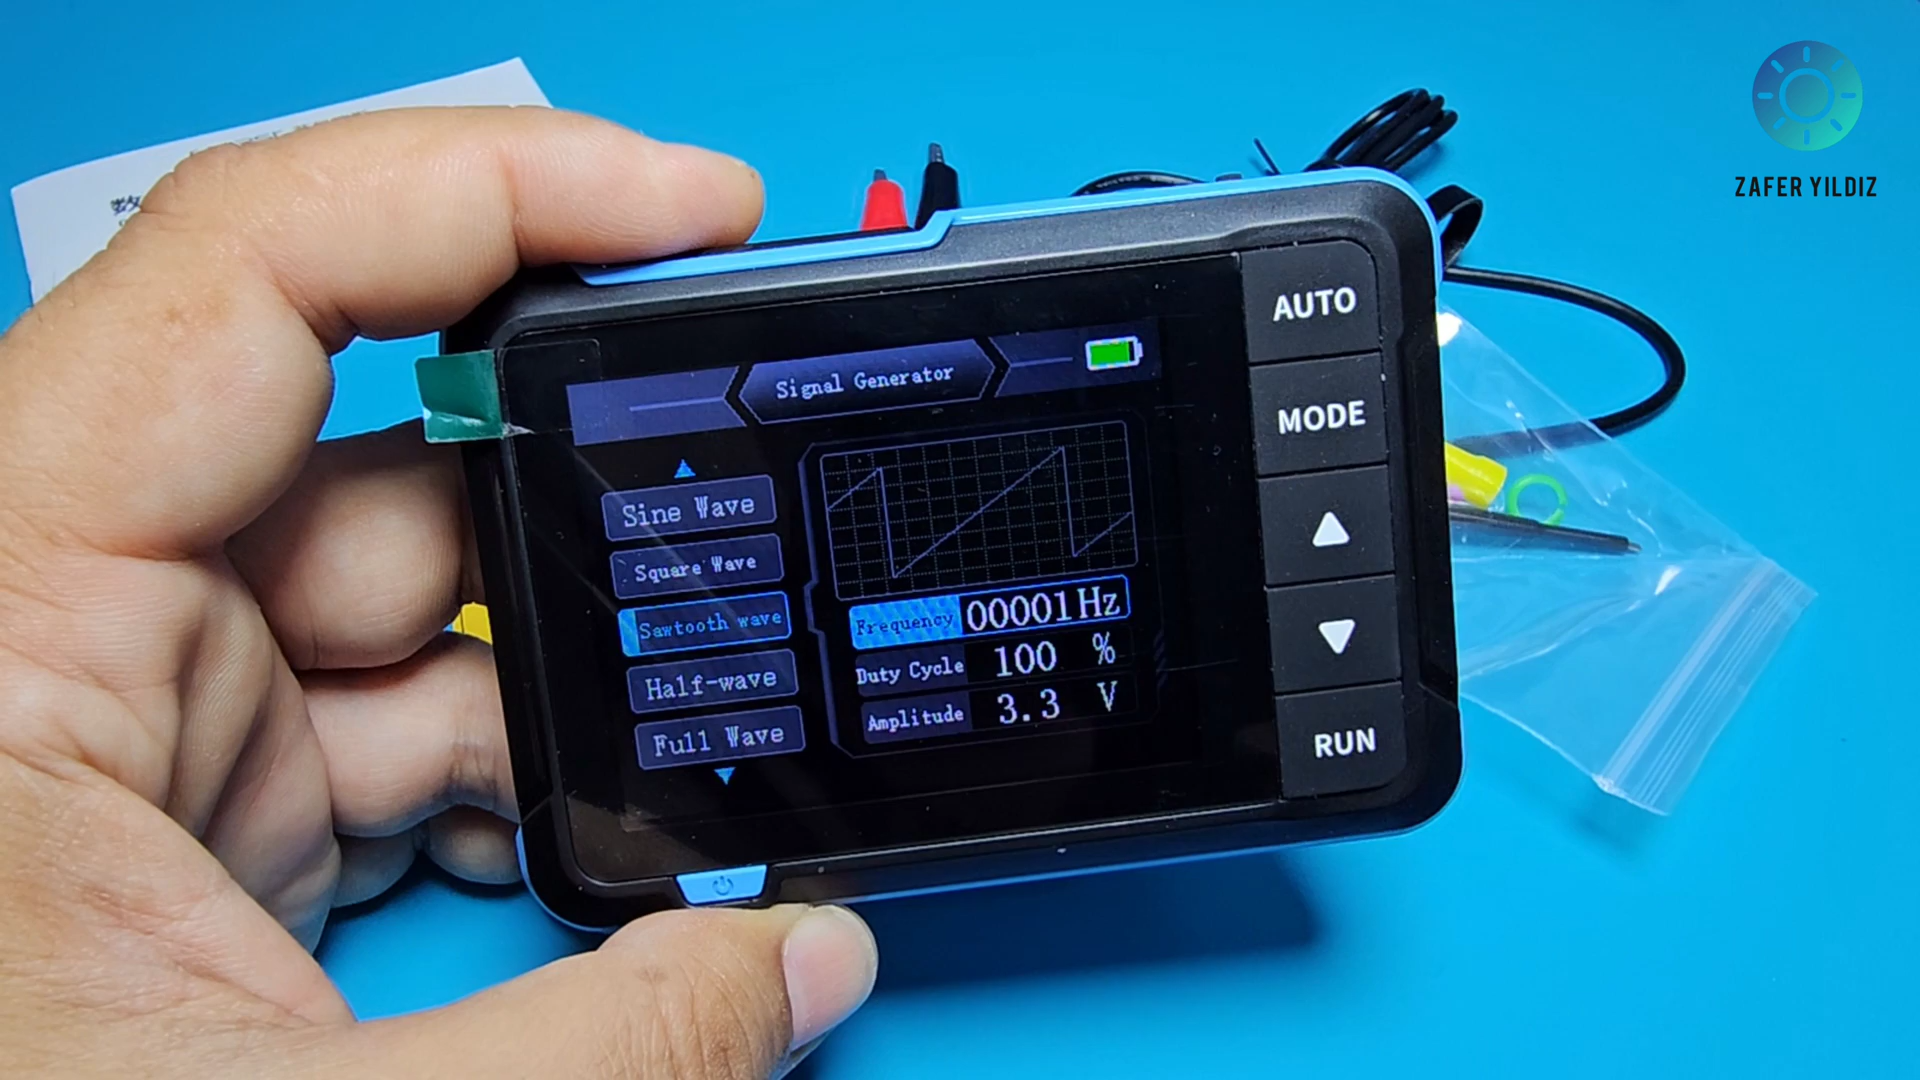 ZAFER YILDIZ
数
AUTO
MODE
RUN
Signal Generator
Sine Wave
Square Wave
Sawtooth wave
Half-wave
Full Wave
Frequency 00001Hz
Duty Cycle 100 %
Amplitude 3.3 V